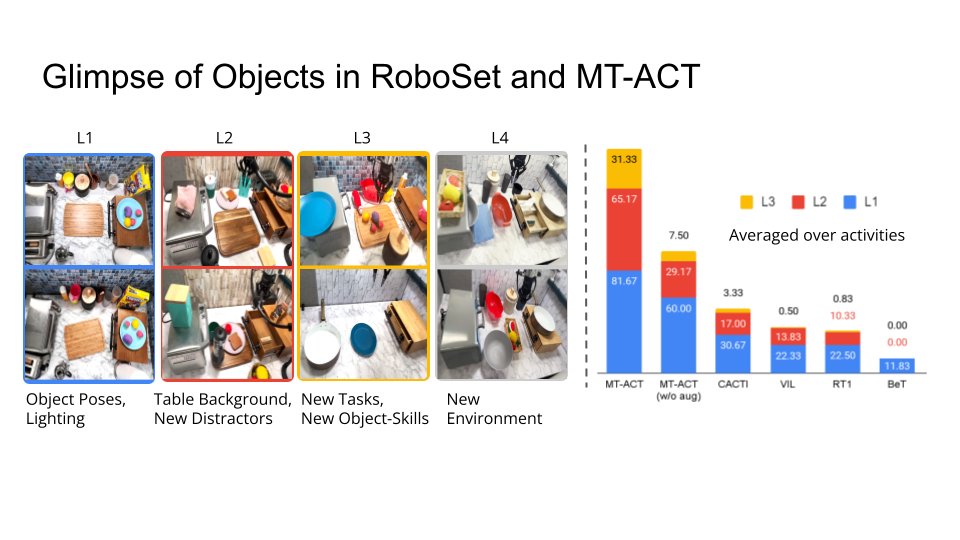 Glimpse of Objects in RoboSet and MT-ACT
L1
L2
L3
L4
Object Poses,
Lighting
Table Background,
New Distractors
New Tasks,
New Object-Skills
New
Environment
L3 L2 L1
Averaged over activities
31.33
65.17
81.67
7.50
29.17
60.00
3.33
17.00
30.67
0.50
13.83
22.33
0.83
10.33
22.50
0.00
0.00
11.83
MT-ACT
MT-ACT
(w/o aug)
CACTI
VIL
RT1
BeT